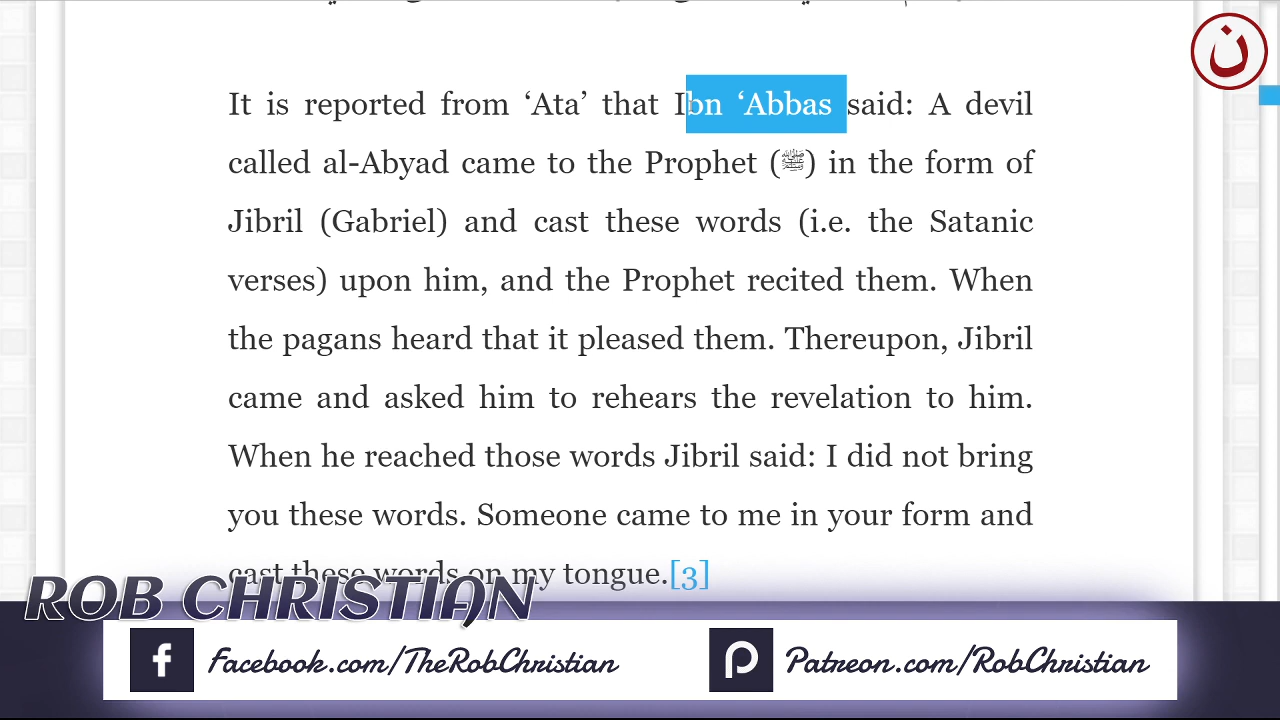 ن
It is reported from ‘Ata’ that Ibn ‘Abbas said: A devil
called al-Abyad came to the Prophet (ﷺ) in the form of
Jibril (Gabriel) and cast these words (i.e. the Satanic
verses) upon him, and the Prophet recited them. When
the pagans heard that it pleased them. Thereupon, Jibril
came and asked him to rehears the revelation to him.
When he reached those words Jibril said: I did not bring
you these words. Someone came to me in your form and
cast these words on my tongue.[3]
ROB CHRISTIAN
Facebook.com/TheRobChristian
Patreon.com/RobChristian